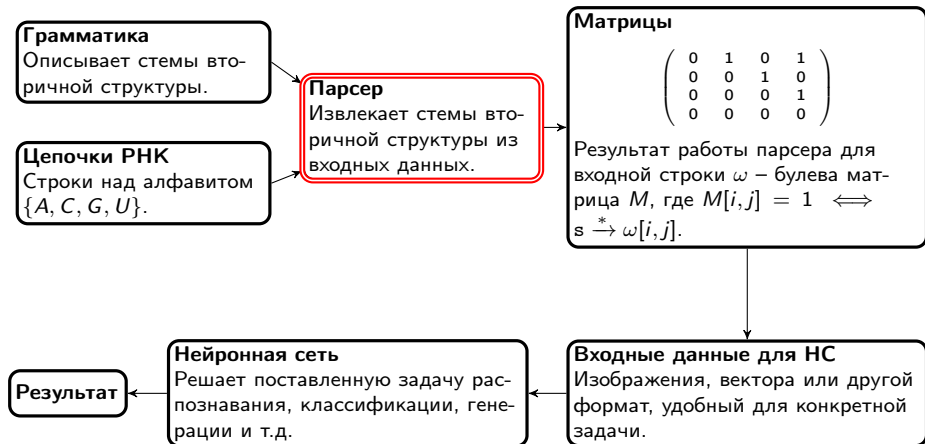 Грамматика
Описывает стемы вто-
ричной структуры.
Цепочки РНК
Строки над алфавитом
{A, C, G, U}.
Парсер
Извлекает стемы вто-
ричной структуры из
входных данных.
Матрицы
0 1 0 1
0 0 1 0
0 0 0 1
0 0 0 0
Результат работы парсера для
входной строки ω – булева мат-
рица M, где M[i, j] = 1 ⟺
s →* ω[i, j].
Входные данные для НС
Изображения, вектора или другой
формат, удобный для конкретной
задачи.
Нейронная сеть
Решает поставленную задачу рас-
познавания, классификации, гене-
рации и т.д.
Результат